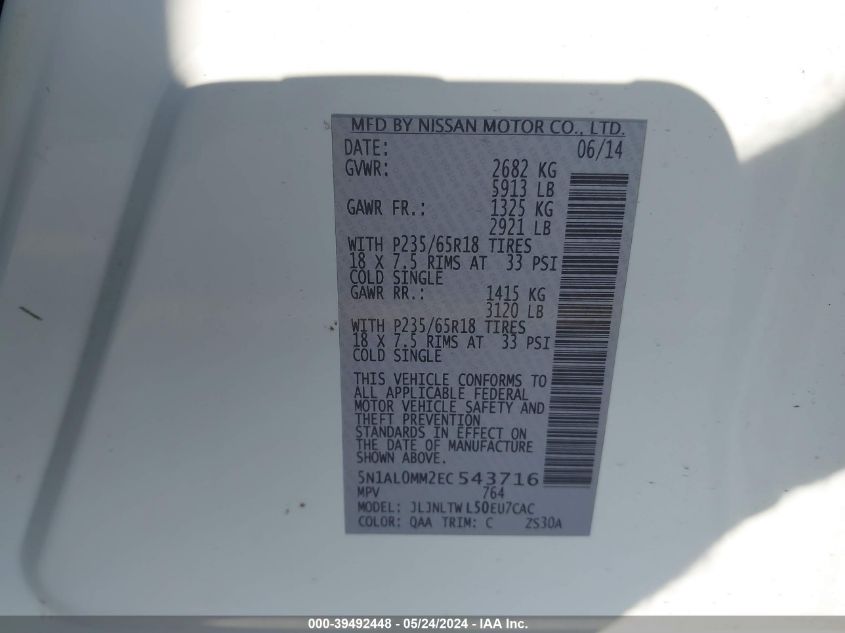 MFD BY NISSAN MOTOR CO., LTD.
DATE: 06/14
GVWR: 2682 KG
5913 LB
GAWR FR.: 1325 KG
2921 LB
WITH P235/65R18 TIRES
18 X 7.5 RIMS AT 33 PSI
COLD SINGLE
GAWR RR.: 1415 KG
3120 LB
WITH P235/65R18 TIRES
18 X 7.5 RIMS AT 33 PSI
COLD SINGLE
THIS VEHICLE CONFORMS TO
ALL APPLICABLE FEDERAL
MOTOR VEHICLE SAFETY AND
THEFT PREVENTION
STANDARDS IN EFFECT ON
THE DATE OF MANUFACTURE
SHOWN ABOVE.
5N1AL0MM2EC543716
MPV 764
MODEL: JLJNLTWL50EU7CAC
COLOR: QAA TRIM: C ZS30A
000-39492448 - 05/24/2024 - IAA Inc.